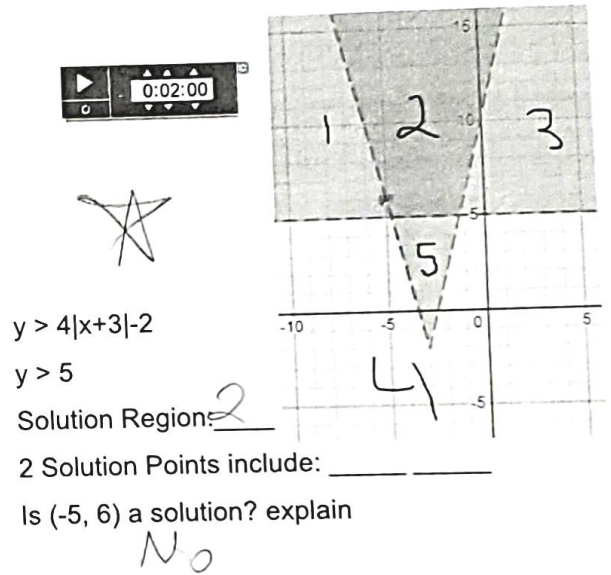 0:02:00
15
1 2 10 3
5
5
-10 -5 0 5
4
-5
y > 4|x+3|-2
y > 5
Solution Region: 2
2 Solution Points include:
Is (-5, 6) a solution? explain
No